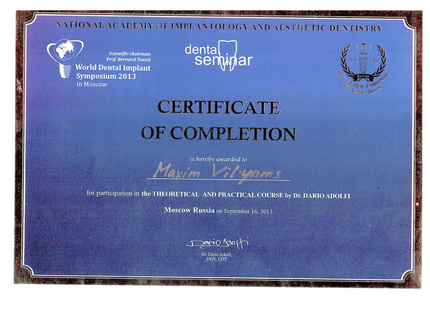 NATIONAL ACADEMY OF IMPLANTOLOGY AND AESTHETIC DENTISTRY
Scientific chairman
Prof. Bernard Touati
World Dental Implant
Symposium 2013
in Moscow
dental
seminar
CERTIFICATE
OF COMPLETION
is hereby awarded to
Maxim Vil'yams
for participation in the THEORETICAL AND PRACTICAL COURSE by Dr. DARIO ADOLFI
Moscow Russia on September 16, 2013
Dr. Dario Adolfi,
DDS, CDT